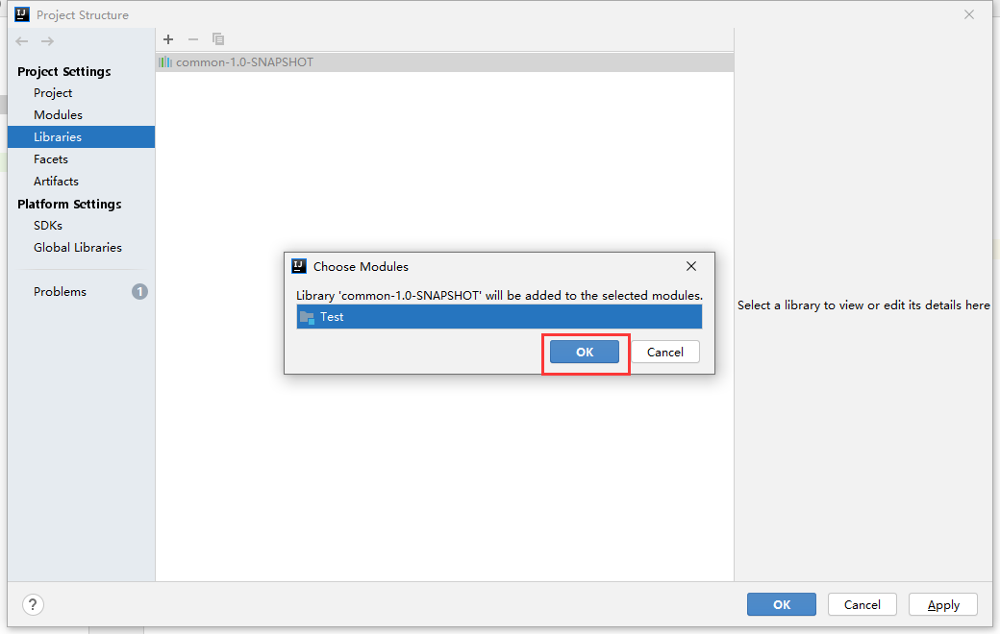 Project Structure
Project Settings
Project
Modules
Libraries
Facets
Artifacts
Platform Settings
SDKs
Global Libraries
Problems 1
common-1.0-SNAPSHOT
Choose Modules
Library 'common-1.0-SNAPSHOT' will be added to the selected modules.
Test
OK Cancel
Select a library to view or edit its details here
? OK Cancel Apply